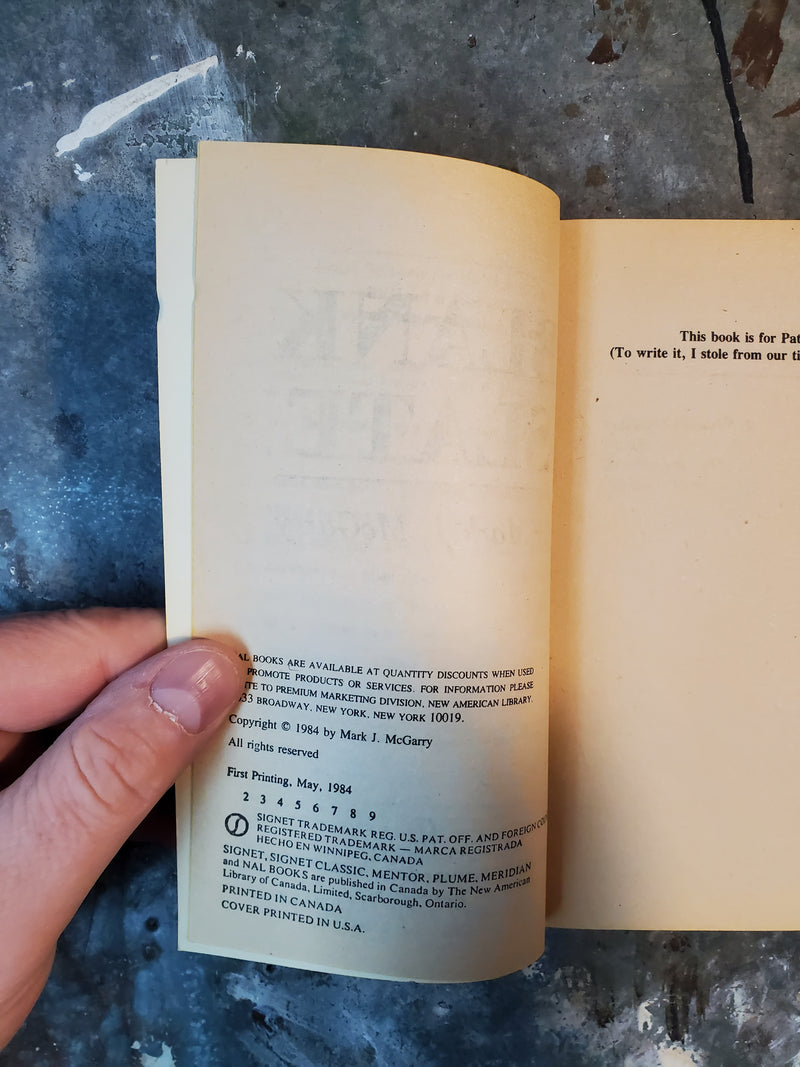 BOOKS ARE AVAILABLE AT QUANTITY DISCOUNTS WHEN USED
PROMOTE PRODUCTS OR SERVICES. FOR INFORMATION PLEASE
TO PREMIUM MARKETING DIVISION, NEW AMERICAN LIBRARY.
BROADWAY, NEW YORK, NEW YORK 10019.
Copyright © 1984 by Mark J. McGarry
All rights reserved
First Printing, May, 1984
2 3 4 5 6 7 8 9
SIGNET TRADEMARK REG. U.S. PAT. OFF. AND FOREIGN
REGISTERED TRADEMARK — MARCA REGISTRADA
HECHO EN WINNIPEG, CANADA
SIGNET, SIGNET CLASSIC, MENTOR, PLUME, MERIDIAN
and NAL BOOKS are published in Canada by The New American
Library of Canada, Limited, Scarborough, Ontario.
PRINTED IN CANADA
COVER PRINTED IN U.S.A.
This book is for Pat
(To write it, I stole from our ti